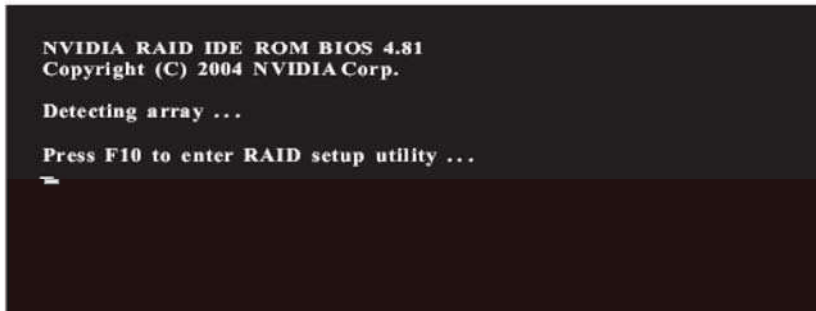 NVIDIA RAID IDE ROM BIOS 4.81
Copyright (C) 2004 NVIDIA Corp.
Detecting array ...
Press F10 to enter RAID setup utility ...